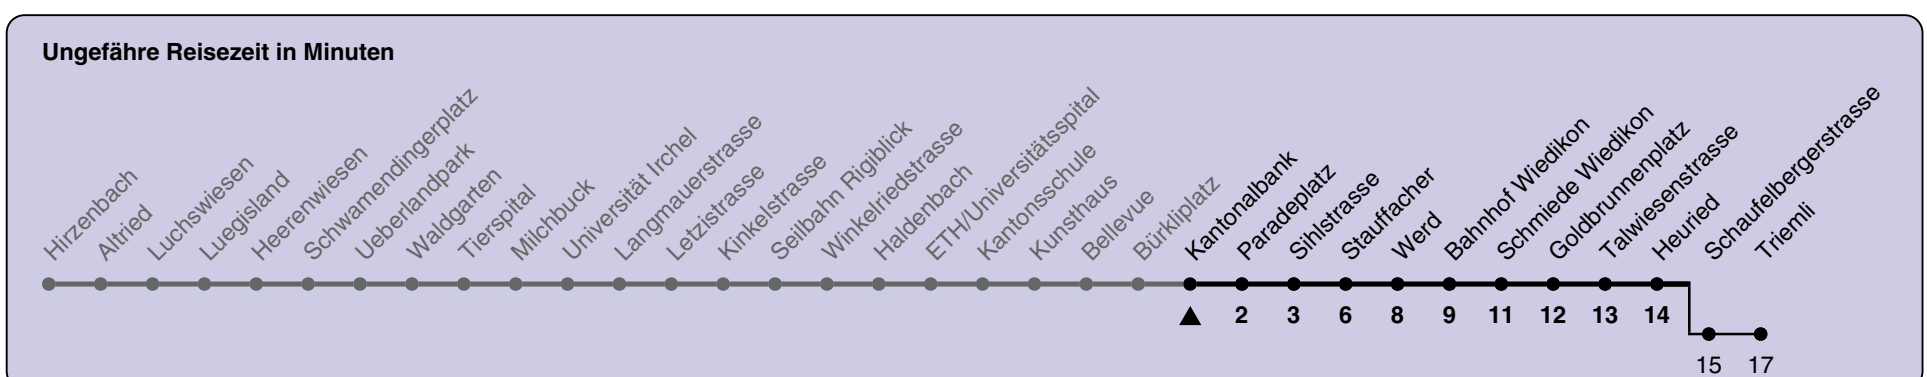 Ungefähre Reisezeit in Minuten
Hirzenbach
Altried
Luchswiesen
Luegisland
Heerenwiesen
Schwamendingerplatz
Ueberlandpark
Waldgarten
Tierspital
Milchbuck
Universität Irchel
Langmauerstrasse
Letzistrasse
Kinkelstrasse
Seilbahn Rigiblick
Winkelriedstrasse
Haldenbach
ETH/Universitätsspital
Kantonsschule
Kunsthaus
Bellevue
Bürkliplatz
Kantonalbank
Paradeplatz
Sihlstrasse
Stauffacher
Werd
Bahnhof Wiedikon
Schmiede Wiedikon
Goldbrunnenplatz
Talwiesenstrasse
Heuried
Schaufelbergerstrasse
Triemli
2 3 6 8 9 11 12 13 14
15 17